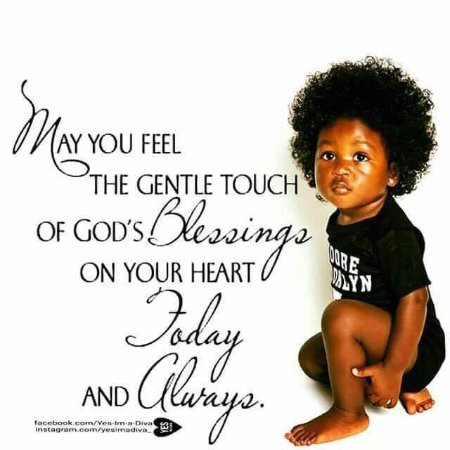 MAY YOU FEEL
THE GENTLE TOUCH
OF GOD'S Blessings
ON YOUR HEART
Today
AND Always.
facebook.com/Yes-Im-a-Diva
instagram.com/yesimadiva_
YES